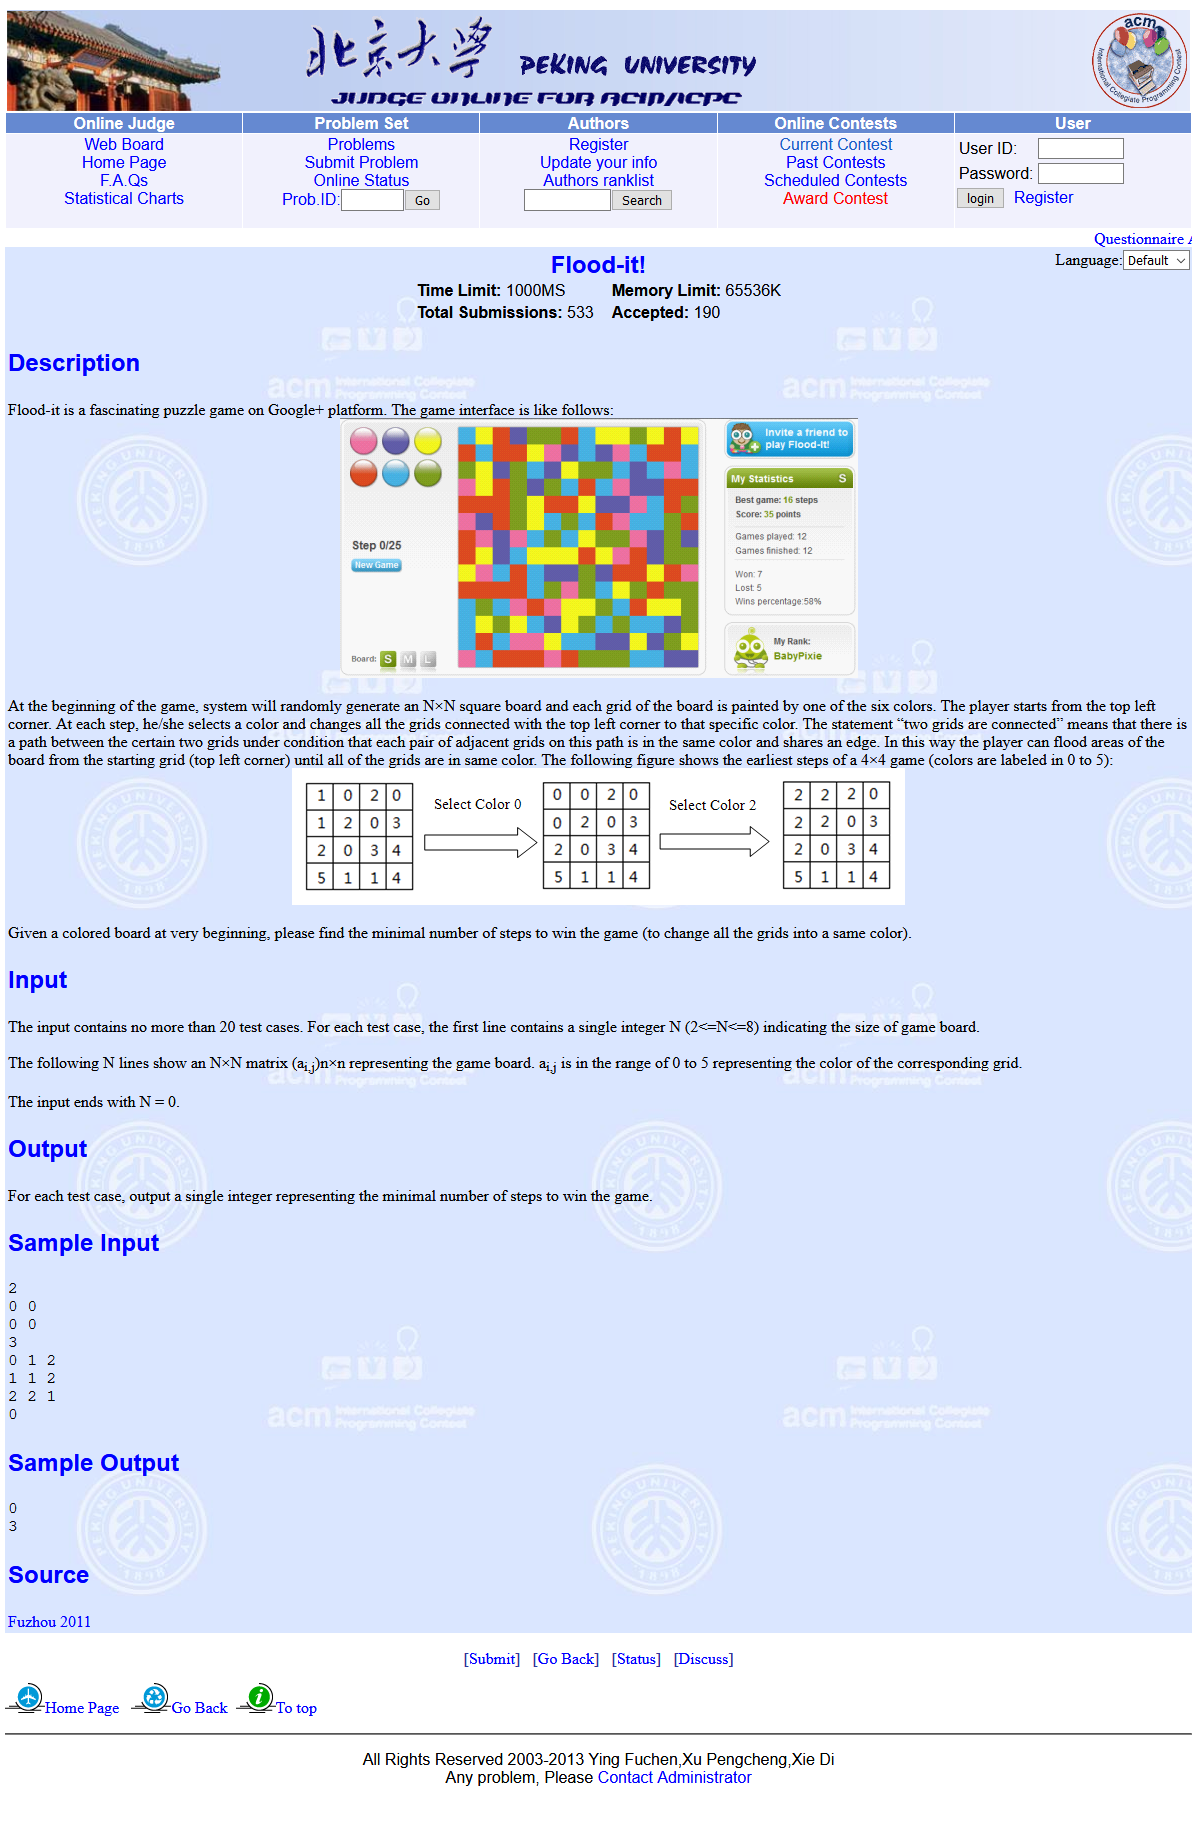 北京大學 PEKING UNIVERSITY
JUDGE ONLINE FOR ACM/ICPC
acm
International Collegiate Programming Contest
Online Judge Problem Set Authors Online Contests User
Web Board Problems Register Current Contest User ID:
Home Page Submit Problem Update your info Past Contests Password:
F.A.Qs Online Status Authors ranklist Scheduled Contests login Register
Statistical Charts Prob.ID: Go Search Award Contest
Questionnaire
Flood-it!
Language: Default
Time Limit: 1000MS Memory Limit: 65536K
Total Submissions: 533 Accepted: 190
Description
Flood-it is a fascinating puzzle game on Google+ platform. The game interface is like follows:
Invite a friend to
play Flood-It!
My Statistics S
Best game: 16 steps
Score: 35 points
Games played: 12
Games finished: 12
Won: 7
Lost: 5
Wins percentage:58%
My Rank:
BabyPixie
Step 0/25
New Game
Board: S M L
At the beginning of the game, system will randomly generate an N×N square board and each grid of the board is painted by one of the six colors. The player starts from the top left
corner. At each step, he/she selects a color and changes all the grids connected with the top left corner to that specific color. The statement “two grids are connected” means that there is
a path between the certain two grids under condition that each pair of adjacent grids on this path is in the same color and shares an edge. In this way the player can flood areas of the
board from the starting grid (top left corner) until all of the grids are in same color. The following figure shows the earliest steps of a 4×4 game (colors are labeled in 0 to 5):
1 0 2 0 Select Color 0 0 0 2 0 Select Color 2 2 2 2 0
1 2 0 3 0 2 0 3 2 2 0 3
2 0 3 4 2 0 3 4 2 0 3 4
5 1 1 4 5 1 1 4 5 1 1 4
Given a colored board at very beginning, please find the minimal number of steps to win the game (to change all the grids into a same color).
Input
The input contains no more than 20 test cases. For each test case, the first line contains a single integer N (2<=N<=8) indicating the size of game board.
The following N lines show an N×N matrix (ai,j)n×n representing the game board. ai,j is in the range of 0 to 5 representing the color of the corresponding grid.
The input ends with N = 0.
Output
For each test case, output a single integer representing the minimal number of steps to win the game.
Sample Input
2
0 0
0 0
3
0 1 2
1 1 2
2 2 1
0
Sample Output
0
3
Source
Fuzhou 2011
[Submit] [Go Back] [Status] [Discuss]
Home Page Go Back To top
All Rights Reserved 2003-2013 Ying Fuchen,Xu Pengcheng,Xie Di
Any problem, Please Contact Administrator